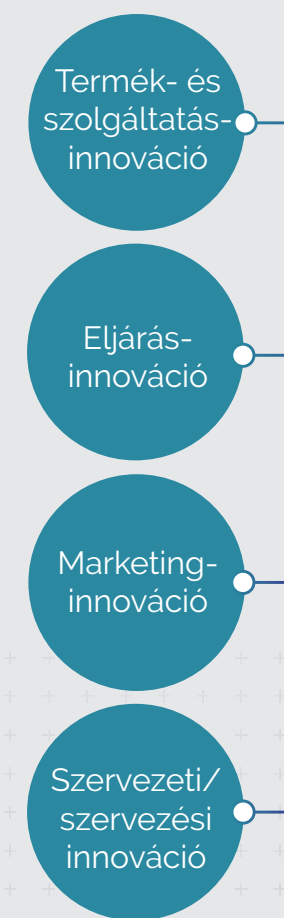 Termék- és
szolgáltatás-
innováció
Eljárás-
innováció
Marketing-
innováció
Szervezeti/
szervezési
innováció